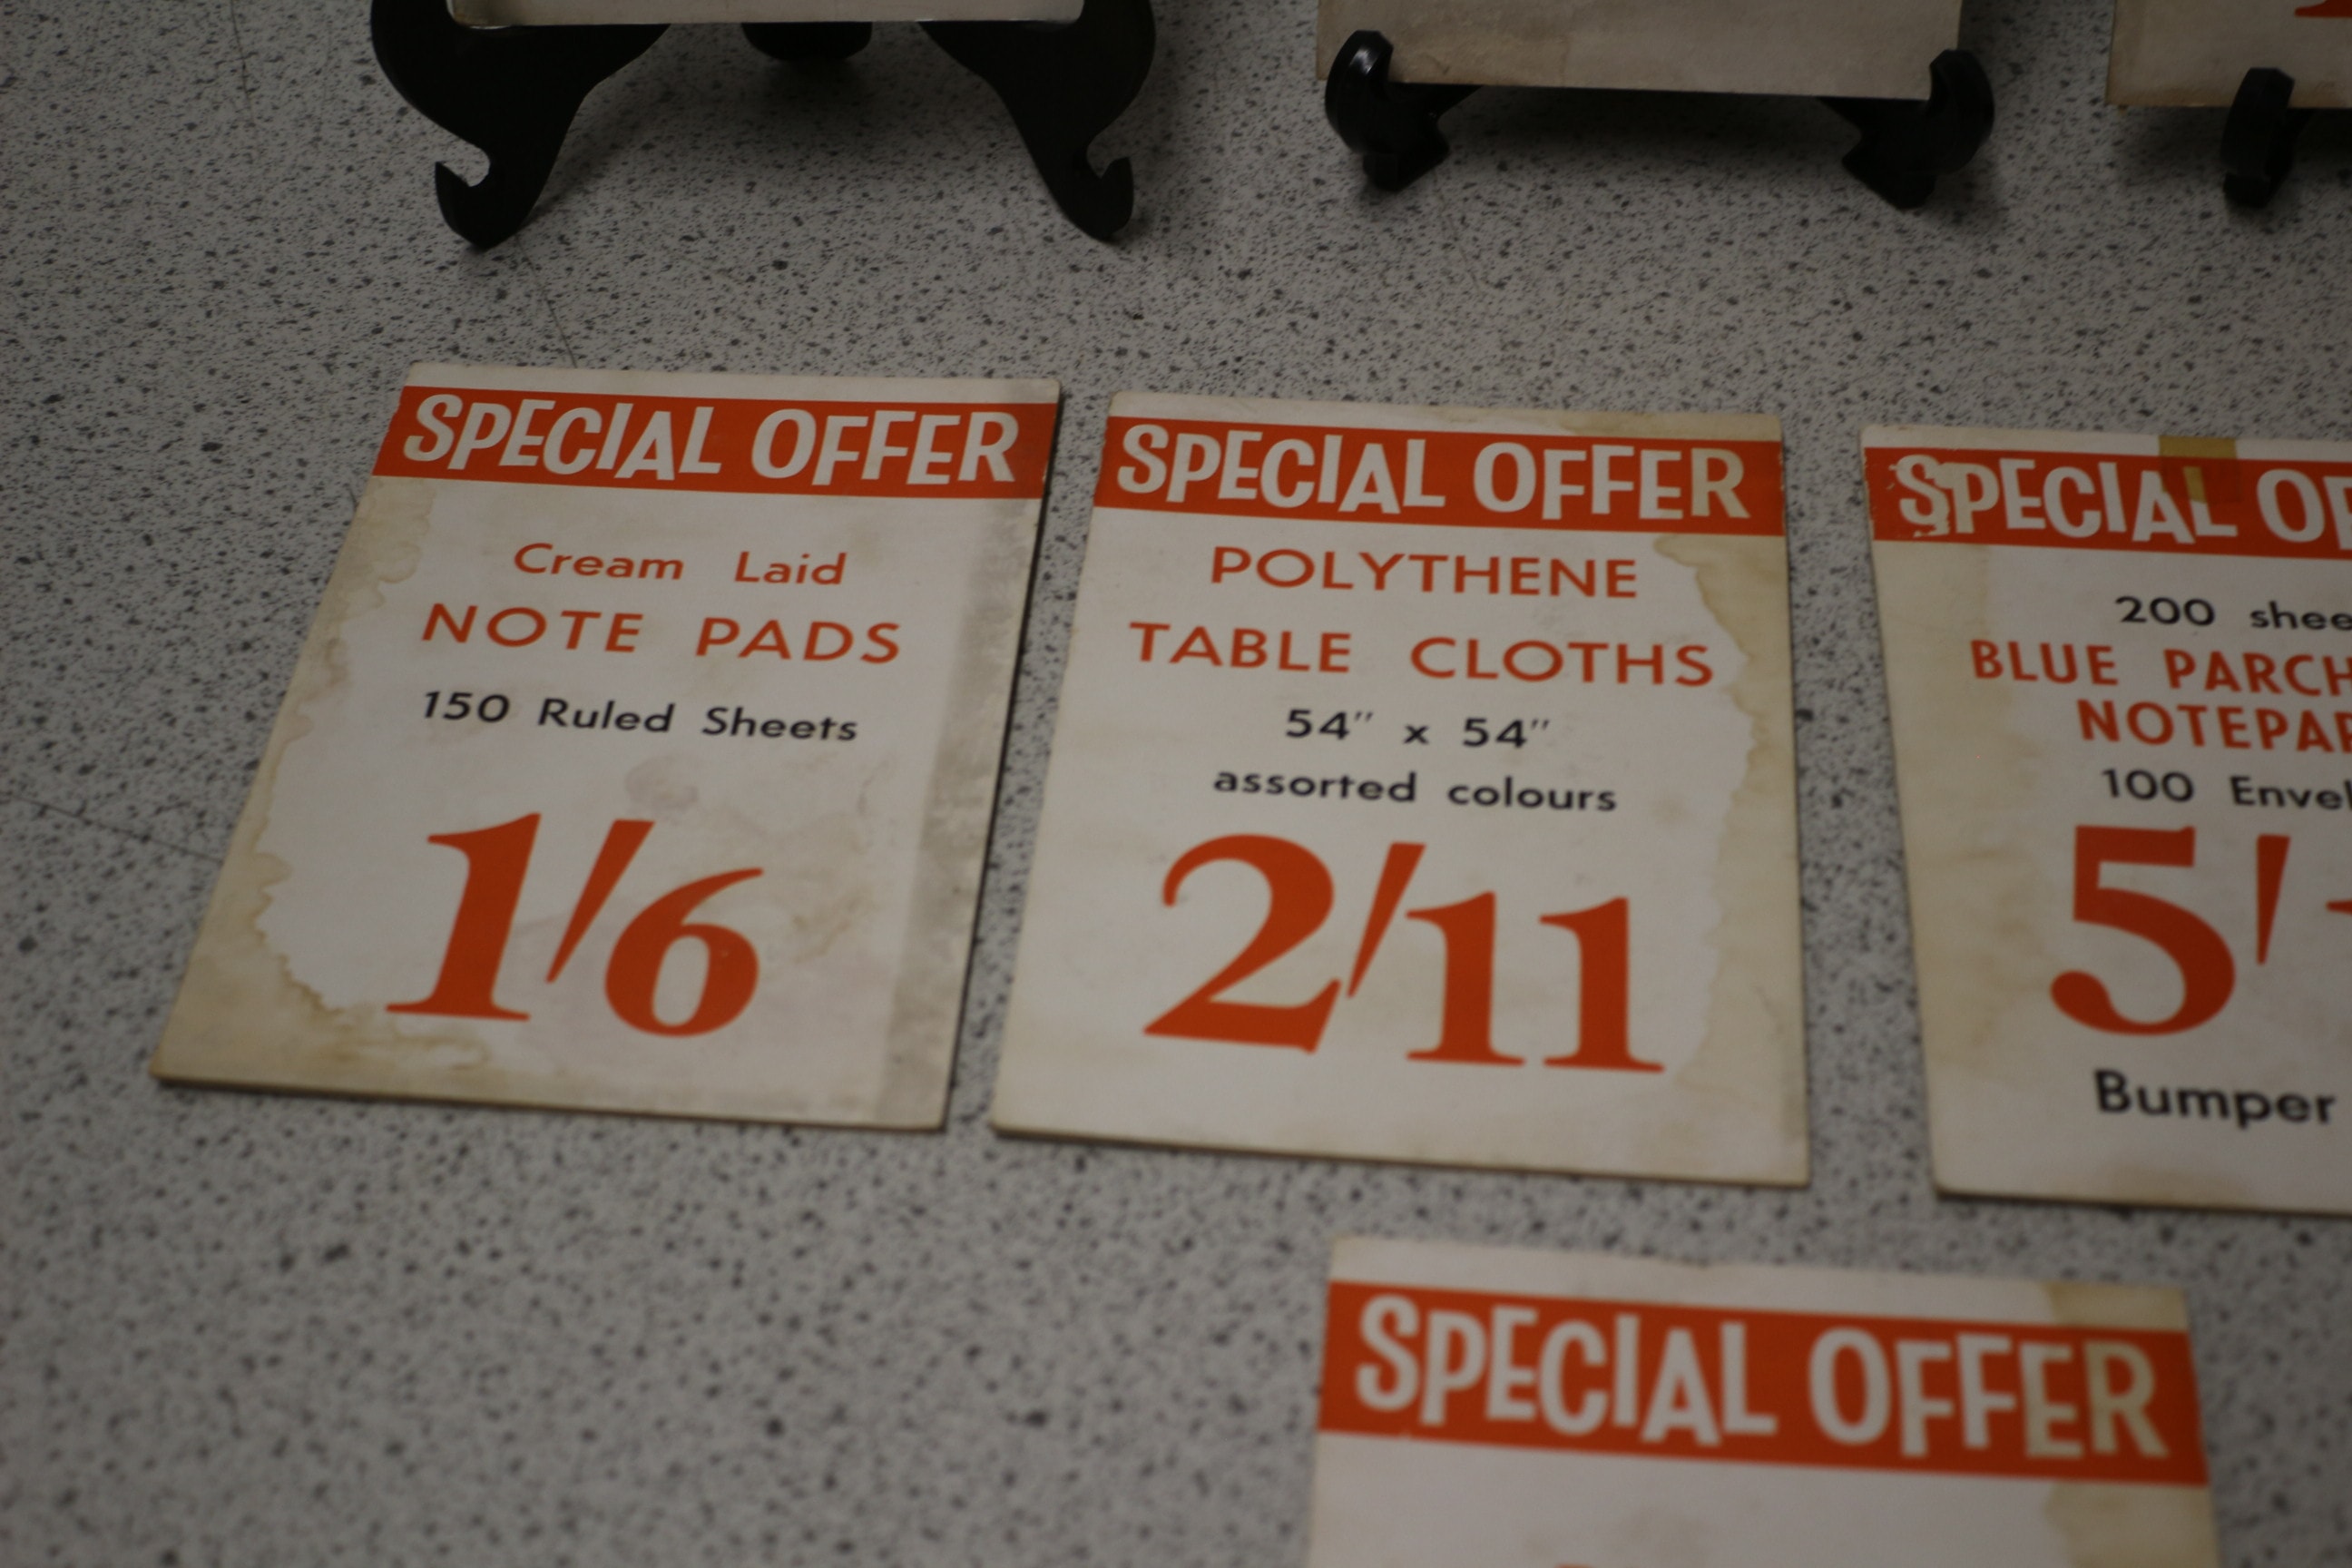 SPECIAL OFFER
Cream Laid
NOTE PADS
150 Ruled Sheets
1/6
SPECIAL OFFER
POLYTHENE
TABLE CLOTHS
54" x 54"
assorted colours
2/11
SPECIAL
200
BLUE
100
5/
Bumper
SPECIAL OFFER